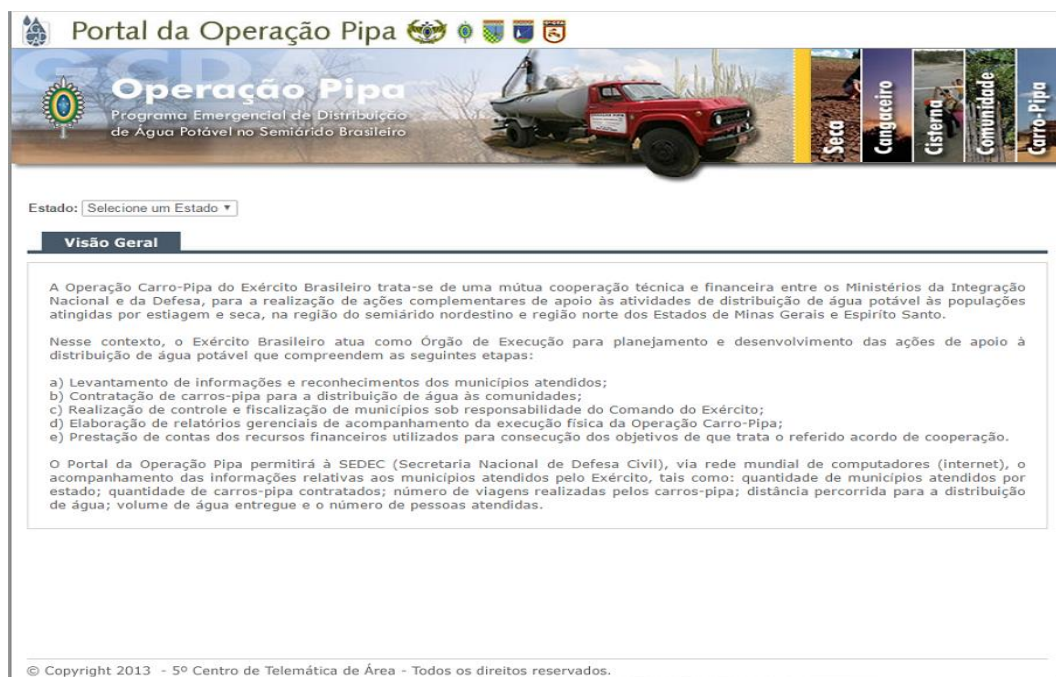 Portal da Operação Pipa
GCDA
Operação Pipa
Programa Emergencial de Distribuição
de Água Potável no Semiárido Brasileiro
Seca
Cangaceiro
Cisterna
Comunidade
Carro-Pipa
Estado: Selecione um Estado
Visão Geral
A Operação Carro-Pipa do Exército Brasileiro trata-se de uma mútua cooperação técnica e financeira entre os Ministérios da Integração
Nacional e da Defesa, para a realização de ações complementares de apoio às atividades de distribuição de água potável às populações
atingidas por estiagem e seca, na região do semiárido nordestino e região norte dos Estados de Minas Gerais e Espiríto Santo.
Nesse contexto, o Exército Brasileiro atua como Órgão de Execução para planejamento e desenvolvimento das ações de apoio à
distribuição de água potável que compreendem as seguintes etapas:
a) Levantamento de informações e reconhecimentos dos municípios atendidos;
b) Contratação de carros-pipa para a distribuição de água às comunidades;
c) Realização de controle e fiscalização de municípios sob responsabilidade do Comando do Exército;
d) Elaboração de relatórios gerenciais de acompanhamento da execução física da Operação Carro-Pipa;
e) Prestação de contas dos recursos financeiros utilizados para consecução dos objetivos de que trata o referido acordo de cooperação.
O Portal da Operação Pipa permitirá à SEDEC (Secretaria Nacional de Defesa Civil), via rede mundial de computadores (internet), o
acompanhamento das informações relativas aos municípios atendidos pelo Exército, tais como: quantidade de municípios atendidos por
estado; quantidade de carros-pipa contratados; número de viagens realizadas pelos carros-pipa; distância percorrida para a distribuição
de água; volume de água entregue e o número de pessoas atendidas.
© Copyright 2013 - 5º Centro de Telemática de Área - Todos os direitos reservados.